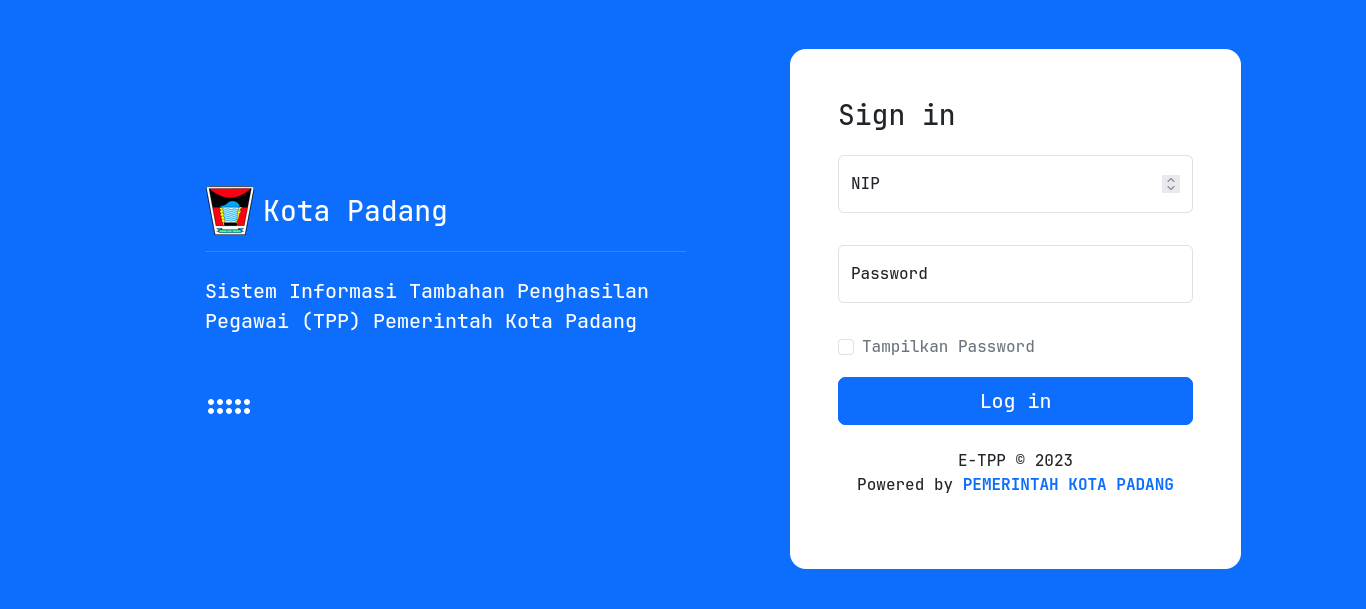 Kota Padang
Sistem Informasi Tambahan Penghasilan
Pegawai (TPP) Pemerintah Kota Padang
Sign in
NIP
Password
Tampilkan Password
Log in
E-TPP © 2023
Powered by PEMERINTAH KOTA PADANG